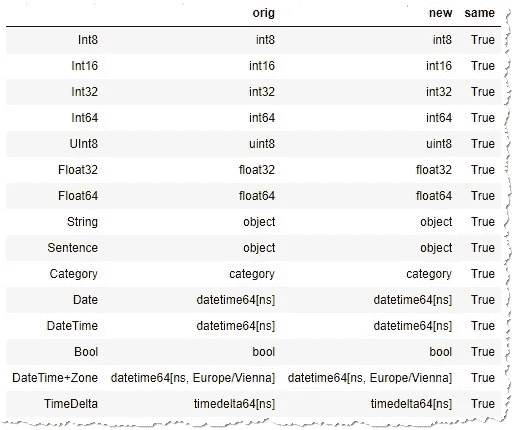 orig new same
Int8 int8 int8 True
Int16 int16 int16 True
Int32 int32 int32 True
Int64 int64 int64 True
UInt8 uint8 uint8 True
Float32 float32 float32 True
Float64 float64 float64 True
String object object True
Sentence object object True
Category category category True
Date datetime64[ns] datetime64[ns] True
DateTime datetime64[ns] datetime64[ns] True
Bool bool bool True
DateTime+Zone datetime64[ns, Europe/Vienna] datetime64[ns, Europe/Vienna] True
TimeDelta timedelta64[ns] timedelta64[ns] True